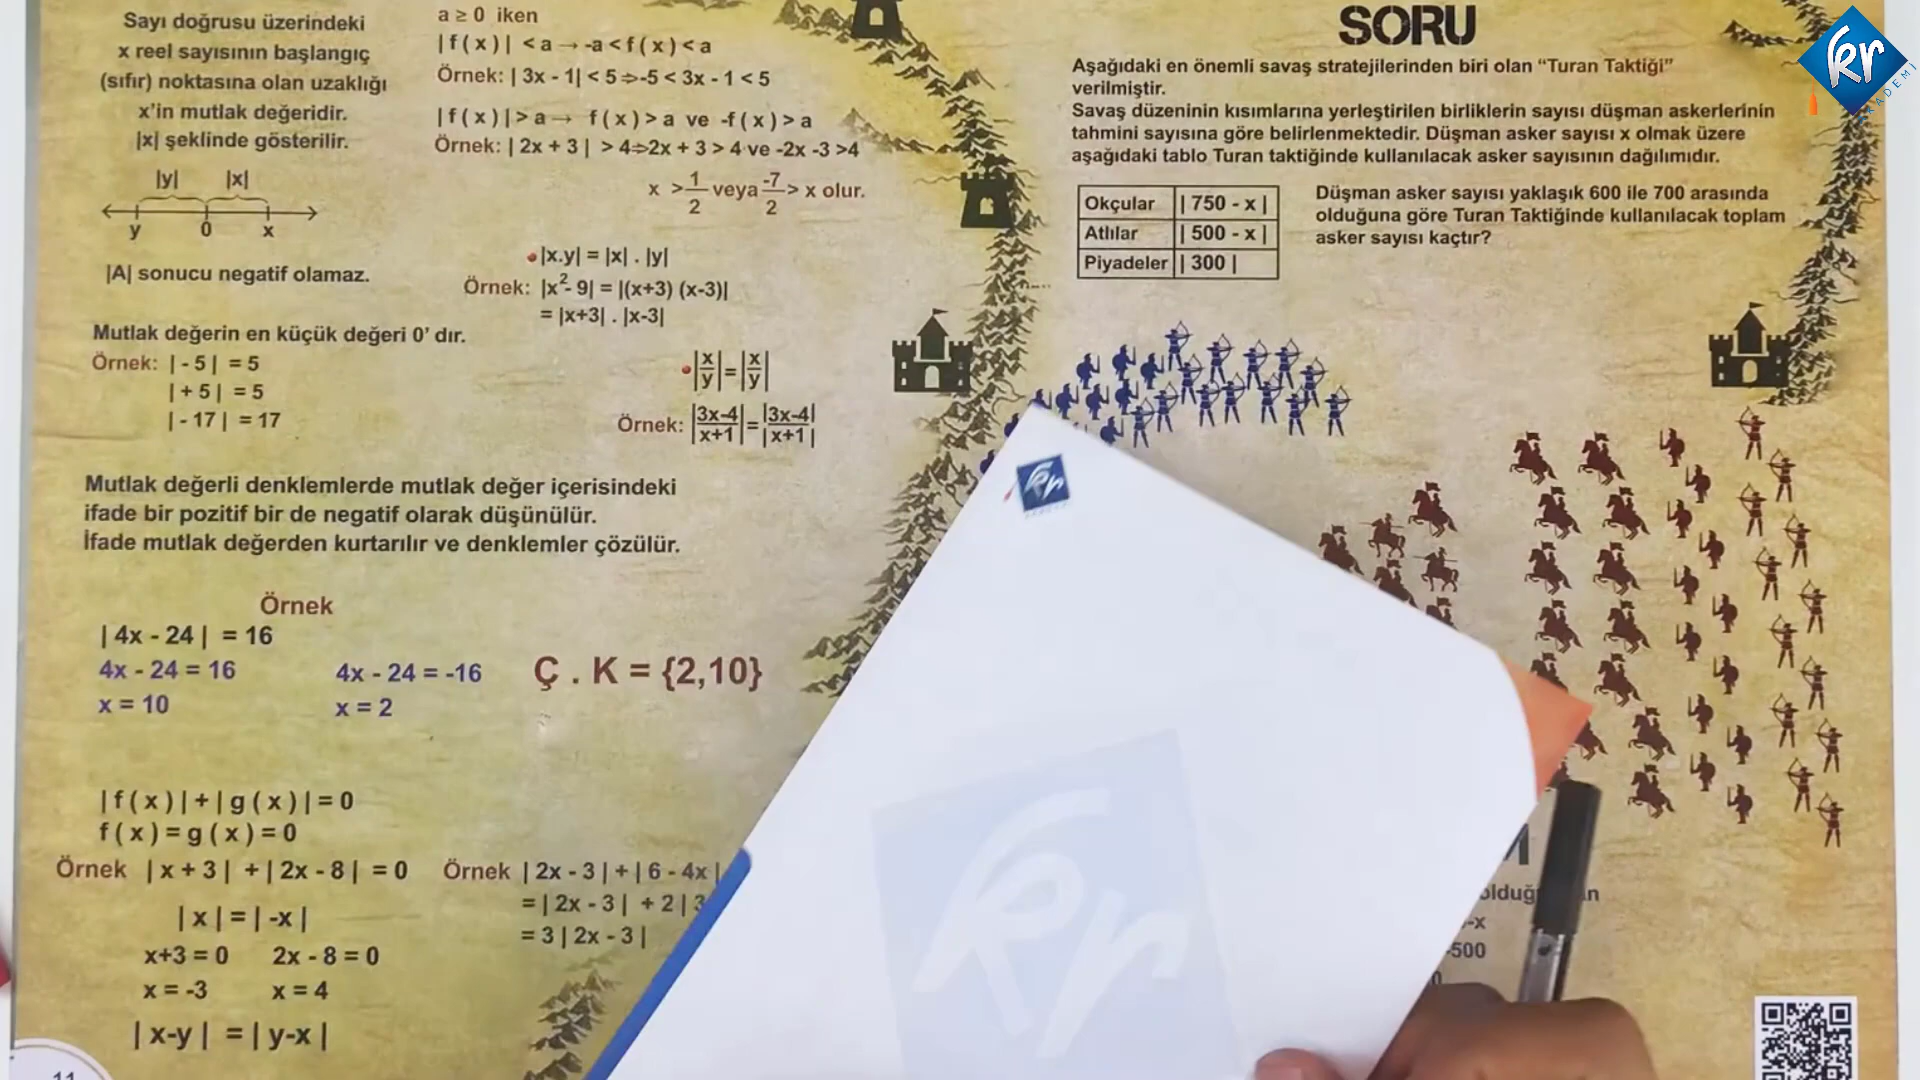 Sayı doğrusu üzerindeki
x reel sayısının başlangıç
(sıfır) noktasına olan uzaklığı
x'in mutlak değeridir.
|x| şeklinde gösterilir.
|y| |x|
y 0 x
|A| sonucu negatif olamaz.
Mutlak değerin en küçük değeri 0' dır.
Örnek: | - 5 | = 5
| + 5 | = 5
| - 17 | = 17
a ≥ 0 iken
| f ( x ) | < a → -a < f ( x ) < a
Örnek: | 3x - 1| < 5 ⇒ -5 < 3x - 1 < 5
| f ( x ) | > a → f ( x ) > a ve -f ( x ) > a
Örnek: | 2x + 3 | > 4⇒2x + 3 > 4 ve -2x -3 >4
x > 1/2 veya -7/2 > x olur.
|x.y| = |x| . |y|
Örnek: |x²- 9| = |(x+3) (x-3)|
= |x+3| . |x-3|
|x/y| = |x/y|
Örnek: |3x-4/x+1| = |3x-4|/|x+1|
Mutlak değerli denklemlerde mutlak değer içerisindeki
ifade bir pozitif bir de negatif olarak düşünülür.
İfade mutlak değerden kurtarılır ve denklemler çözülür.
Örnek
| 4x - 24 | = 16
4x - 24 = 16 4x - 24 = -16 Ç . K = {2,10}
x = 10 x = 2
| f ( x ) | + | g ( x ) | = 0
f ( x ) = g ( x ) = 0
Örnek | x + 3 | + | 2x - 8 | = 0
| x | = | -x |
x+3 = 0 2x - 8 = 0
x = -3 x = 4
| x-y | = | y-x |
Örnek | 2x - 3 | + | 6 - 4x |
= | 2x - 3 | + 2 | 3
= 3 | 2x - 3 |
11
SORU
Aşağıdaki en önemli savaş stratejilerinden biri olan “Turan Taktiği”
verilmiştir.
Savaş düzeninin kısımlarına yerleştirilen birliklerin sayısı düşman askerlerinin
tahmini sayısına göre belirlenmektedir. Düşman asker sayısı x olmak üzere
aşağıdaki tablo Turan taktiğinde kullanılacak asker sayısının dağılımıdır.
Okçular | 750 - x |
Atlılar | 500 - x |
Piyadeler | 300 |
Düşman asker sayısı yaklaşık 600 ile 700 arasında
olduğuna göre Turan Taktiğinde kullanılacak toplam
asker sayısı kaçtır?
-x
-500
0
kr
kr
kr AKADEMİ